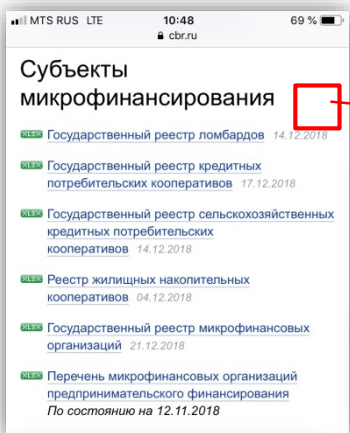 MTS RUS LTE 10:48 69 %
cbr.ru
Субъекты
микрофинансирования
XLSX Государственный реестр ломбардов 14.12.2018
XLSX Государственный реестр кредитных
потребительских кооперативов 17.12.2018
XLSX Государственный реестр сельскохозяйственных
кредитных потребительских
кооперативов 14.12.2018
XLSX Реестр жилищных накопительных
кооперативов 04.12.2018
XLSX Государственный реестр микрофинансовых
организаций 21.12.2018
XLSX Перечень микрофинансовых организаций
предпринимательского финансирования
По состоянию на 12.11.2018